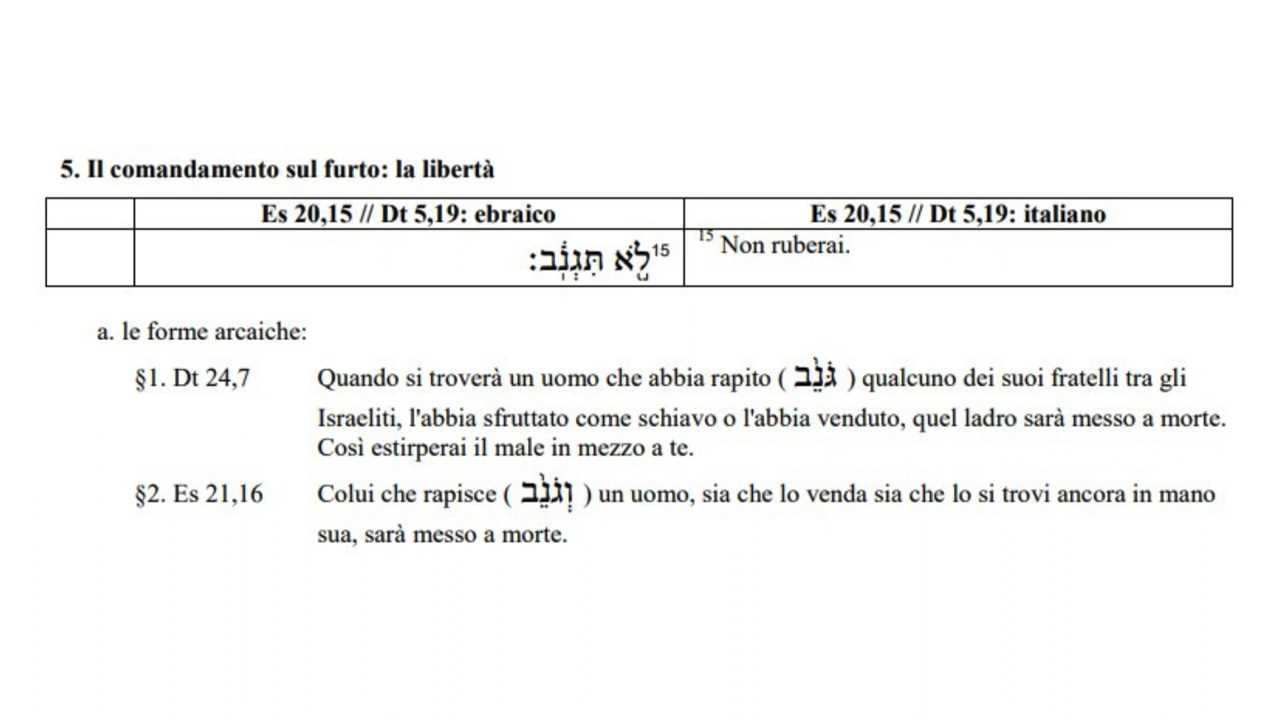 5. Il comandamento sul furto: la libertà
Es 20,15 // Dt 5,19: ebraico Es 20,15 // Dt 5,19: italiano
15לֹ֣֖א תִּגְנֹֽ֔ב׃ 15 Non ruberai.
a. le forme arcaiche:
§1. Dt 24,7 Quando si troverà un uomo che abbia rapito ( גֹּנֵ֨ב ) qualcuno dei suoi fratelli tra gli
Israeliti, l'abbia sfruttato come schiavo o l'abbia venduto, quel ladro sarà messo a morte.
Così estirperai il male in mezzo a te.
§2. Es 21,16 Colui che rapisce ( וְגֹנֵ֨ב ) un uomo, sia che lo venda sia che lo si trovi ancora in mano
sua, sarà messo a morte.